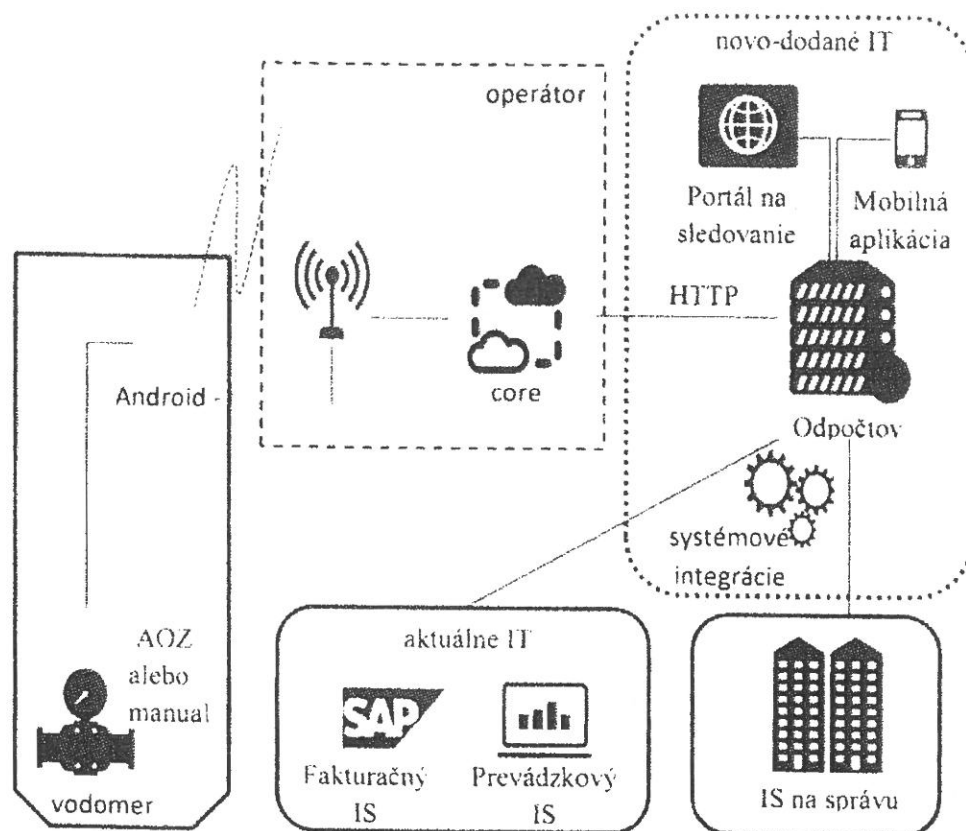 novo-dodané IT
operátor
Portál na
sledovanie
Mobilná
aplikácia
HTTP
Android
core
Odpočtov
systémové
integrácie
AOZ
alebo
manual
vodomer
aktuálne IT
SAP
Fakturačný
IS
Prevádzkový
IS
IS na správu